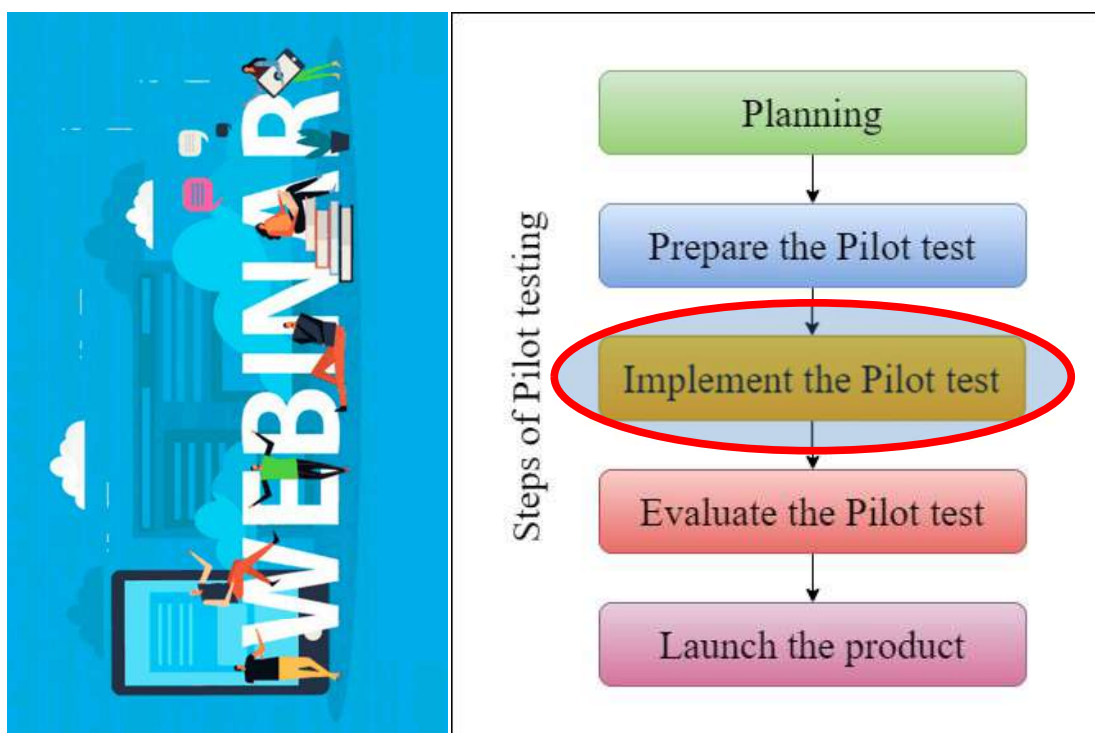 WEBINAR
Steps of Pilot testing
Planning
Prepare the Pilot test
Implement the Pilot test
Evaluate the Pilot test
Launch the product